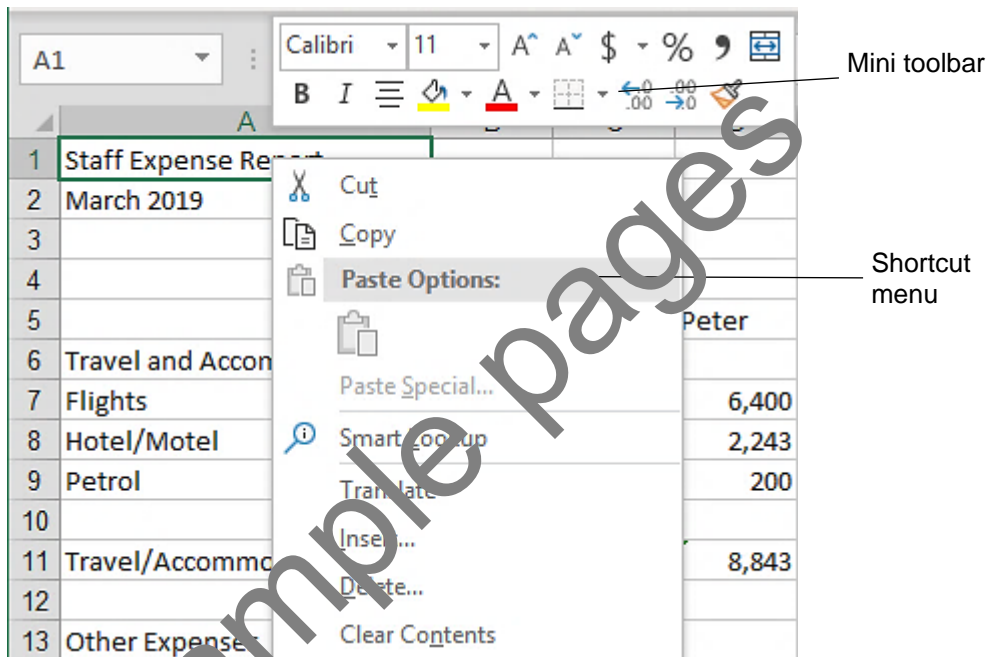 A1
Calibri 11 A^ A˅ $ % 9
B I A .00 .00
Mini toolbar
A
1 Staff Expense Report
2 March 2019
3
4
5 Peter
6 Travel and Accom
7 Flights 6,400
8 Hotel/Motel 2,243
9 Petrol 200
10
11 Travel/Accommo 8,843
12
13 Other Expenses
Cut
Copy
Paste Options:
Paste Special...
Smart Lookup
Translate
Insert...
Delete...
Clear Contents
Shortcut
menu
Sample pages